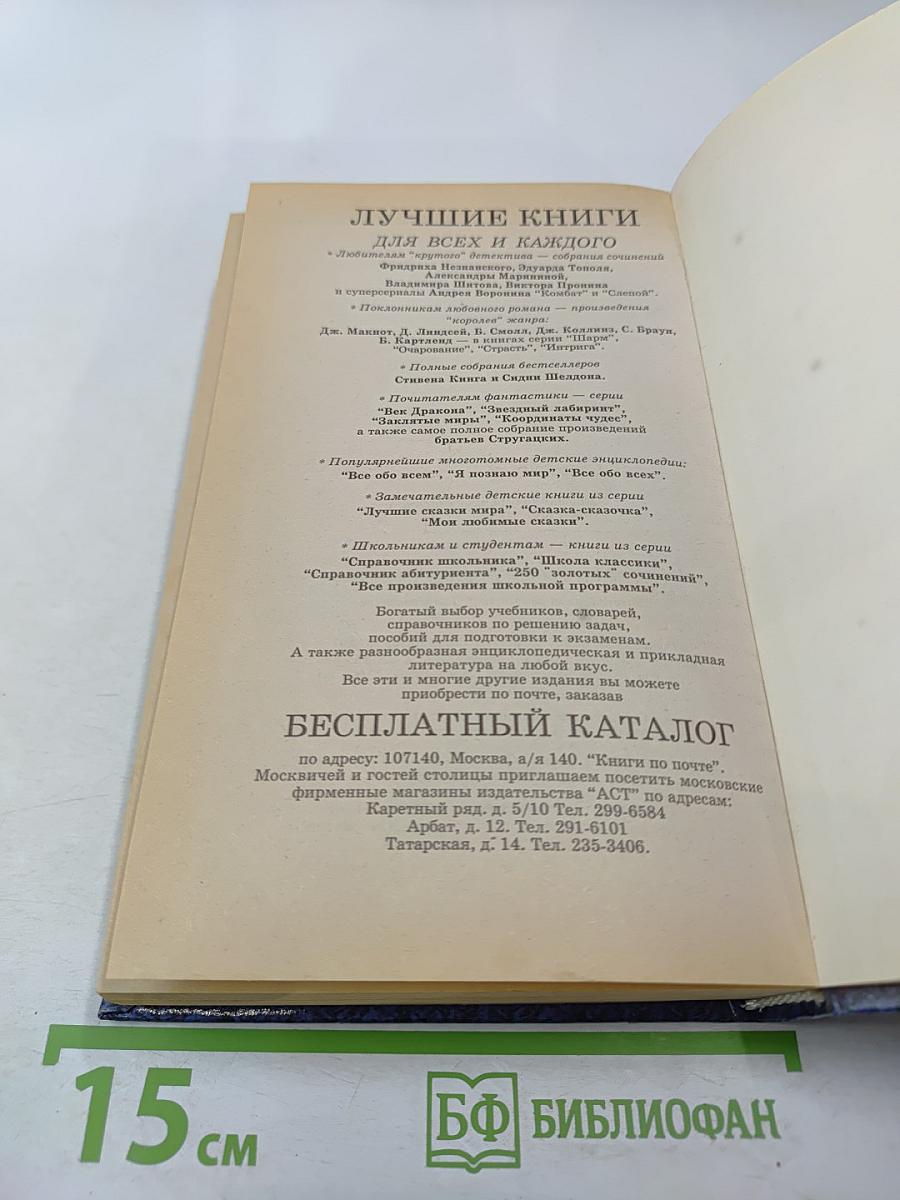 ЛУЧШИЕ КНИГИ
ДЛЯ ВСЕХ И КАЖДОГО
* Любителям "крутого" детектива — собрания сочинений
Фридриха Незнанского, Эдуарда Тополя,
Александры Марининой,
Владимира Шитова, Виктора Пронина
и суперсериалы Андрея Воронина "Комбат" и "Слепой".
* Поклонникам любовного романа — произведения
"королев" жанра:
Дж. Макнот, Д. Линдсей, Б. Смолл, Дж. Коллинз, С. Браун,
Б. Картленд — в книгах серии "Шарм",
"Очарование", "Страсть", "Интрига".
* Полные собрания бестселлеров
Стивена Кинга и Сидни Шелдона.
* Почитателям фантастики — серии
"Век Дракона", "Звездный лабиринт",
"Заклятые миры", "Координаты чудес",
а также самое полное собрание произведений
братьев Стругацких.
* Популярнейшие многотомные детские энциклопедии:
"Все обо всем", "Я познаю мир", "Все обо всех".
* Замечательные детские книги из серии
"Лучшие сказки мира", "Сказка-сказочка",
"Мои любимые сказки".
* Школьникам и студентам — книги из серии
"Справочник школьника", "Школа классики",
"Справочник абитуриента", "250 "золотых" сочинений",
"Все произведения школьной программы".
Богатый выбор учебников, словарей,
справочников по решению задач,
пособий для подготовки к экзаменам.
А также разнообразная энциклопедическая и прикладная
литература на любой вкус.
Все эти и многие другие издания вы можете
приобрести по почте, заказав
БЕСПЛАТНЫЙ КАТАЛОГ
по адресу: 107140, Москва, а/я 140. "Книги по почте".
Москвичей и гостей столицы приглашаем посетить московские
фирменные магазины издательства "АСТ" по адресам:
Каретный ряд. д. 5/10 Тел. 299-6584
Арбат, д. 12. Тел. 291-6101
Татарская, д. 14. Тел. 235-3406.
15 см
БФ БИБЛИОФАН